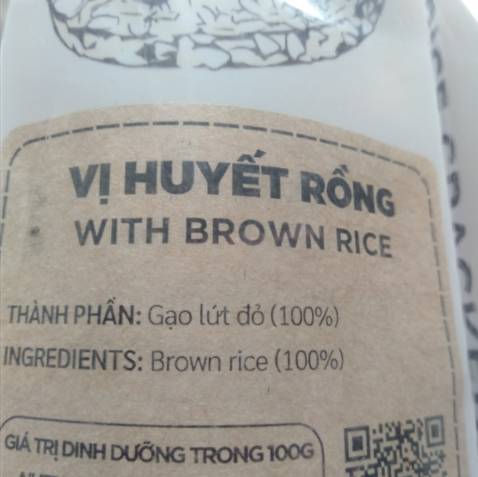 VỊ HUYẾT RỒNG
WITH BROWN RICE
THÀNH PHẦN: Gạo lứt đỏ (100%)
INGREDIENTS: Brown rice (100%)
GIÁ TRỊ DINH DƯỠNG TRONG 100G